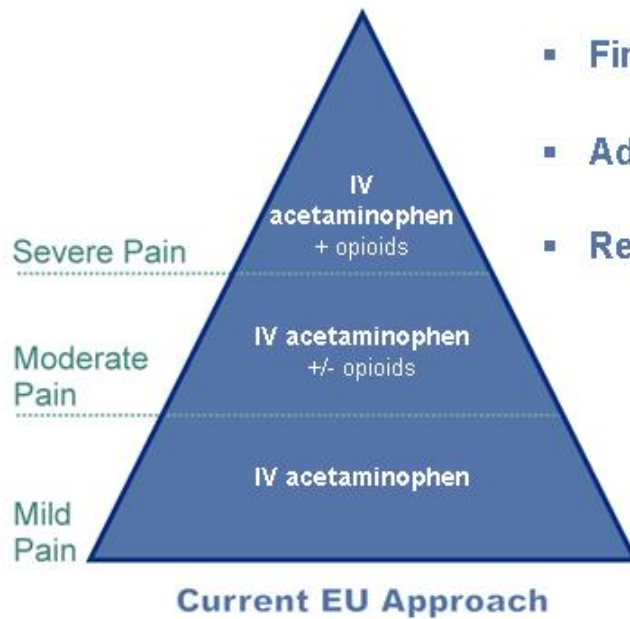 IV
acetaminophen
+ opioids
Severe Pain
IV acetaminophen
+/- opioids
Moderate
Pain
IV acetaminophen
Mild
Pain
Current EU Approach